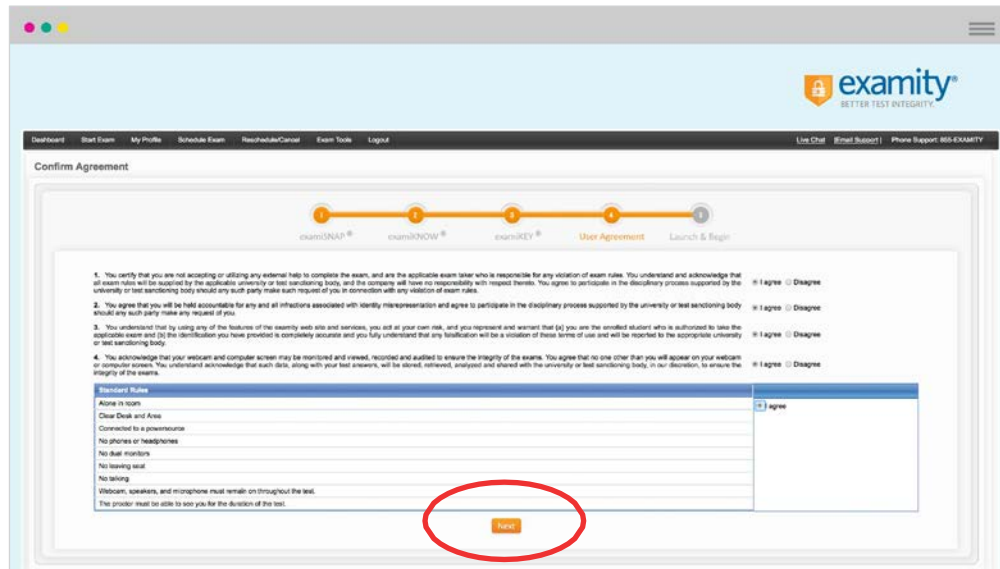 examity®
BETTER TEST INTEGRITY.
Dashboard Start Exam My Profile Schedule Exam Reschedule/Cancel Exam Tools Logout Live Chat |Email Support| Phone Support: 855-EXAMITY
Confirm Agreement
1 2 3 4 5
examiSNAP® examiKNOW® examiKEY® User Agreement Launch & Begin
1. You certify that you are not accepting or utilizing any external help to complete the exam, and are the applicable exam taker who is responsible for any violation of exam rules. You understand and acknowledge that
all exam rules will be supplied by the applicable university or test sanctioning body, and the company will have no responsibility with respect thereto. You agree to participate in the disciplinary process supported by the
university or test sanctioning body should any such party make such request of you in connection with any violation of exam rules.
I agree Disagree
2. You agree that you will be held accountable for any and all infractions associated with identity misrepresentation and agree to participate in the disciplinary process supported by the university or test sanctioning body
should any such party make any request of you.
I agree Disagree
3. You understand that by using any of the features of the examity web site and services, you act at your own risk, and you represent and warrant that (a) you are the enrolled student who is authorized to take the
applicable exam and (b) the identification you have provided is completely accurate and you fully understand that any falsification will be a violation of these terms of use and will be reported to the appropriate university
or test sanctioning body.
I agree Disagree
4. You acknowledge that your webcam and computer screen may be monitored and viewed, recorded and audited to ensure the integrity of the exams. You agree that no one other than you will appear on your webcam
or computer screen. You understand acknowledge that such data, along with your test answers, will be stored, retrieved, analyzed and shared with the university or test sanctioning body, in our discretion, to ensure the
integrity of the exams.
I agree Disagree
Standard Rules
Alone in room
I agree
Clear Desk and Area
Connected to a powersource
No phones or headphones
No dual monitors
No leaving seat
No talking
Webcam, speakers, and microphone must remain on throughout the test.
The proctor must be able to see you for the duration of the test.
Next